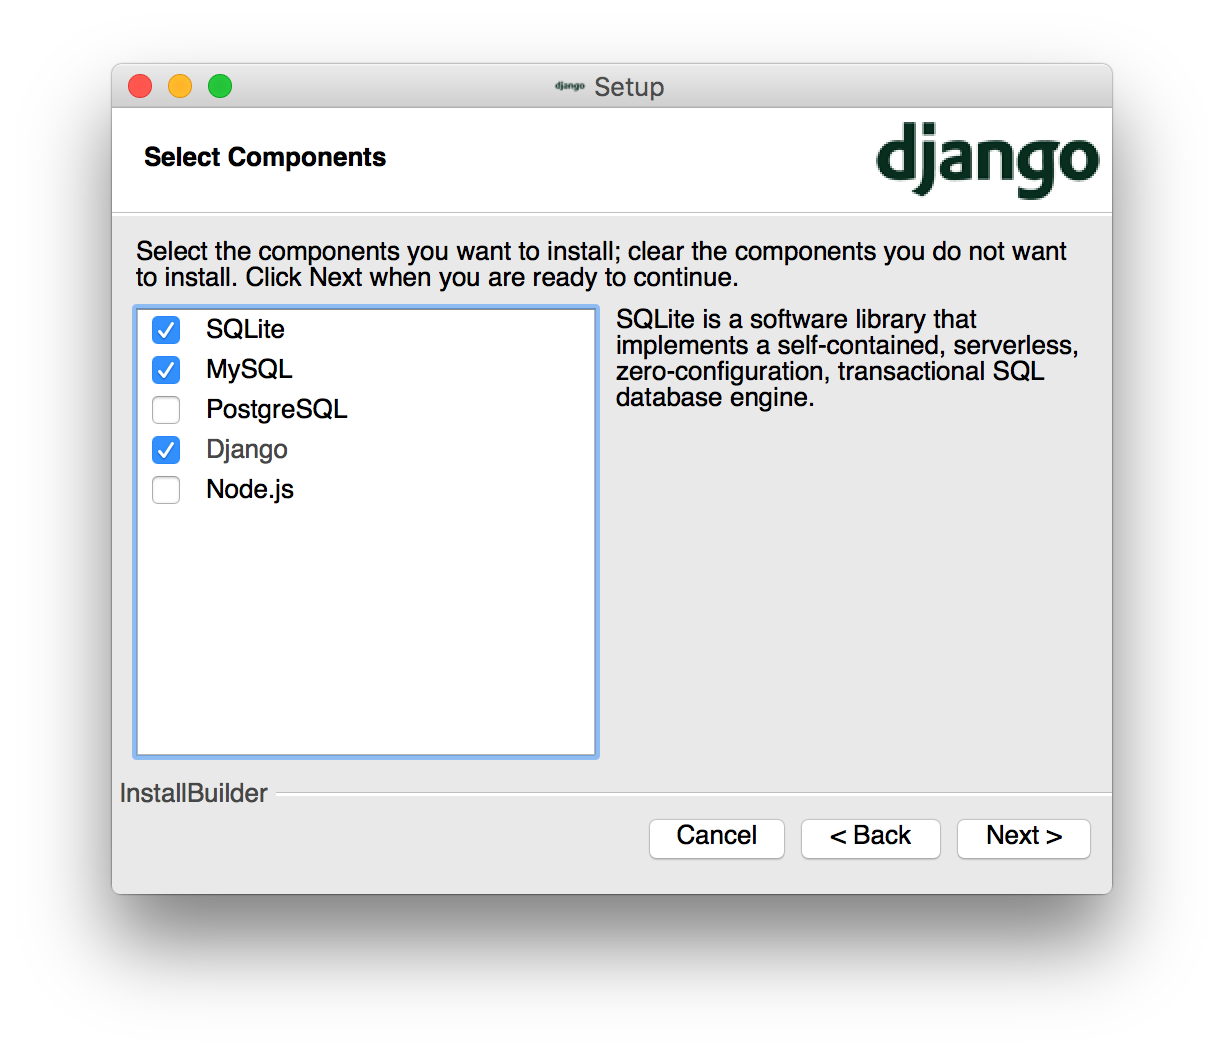 django Setup
Select Components
django
Select the components you want to install; clear the components you do not want
to install. Click Next when you are ready to continue.
SQLite
MySQL
PostgreSQL
Django
Node.js
SQLite is a software library that
implements a self-contained, serverless,
zero-configuration, transactional SQL
database engine.
InstallBuilder
Cancel
< Back
Next >